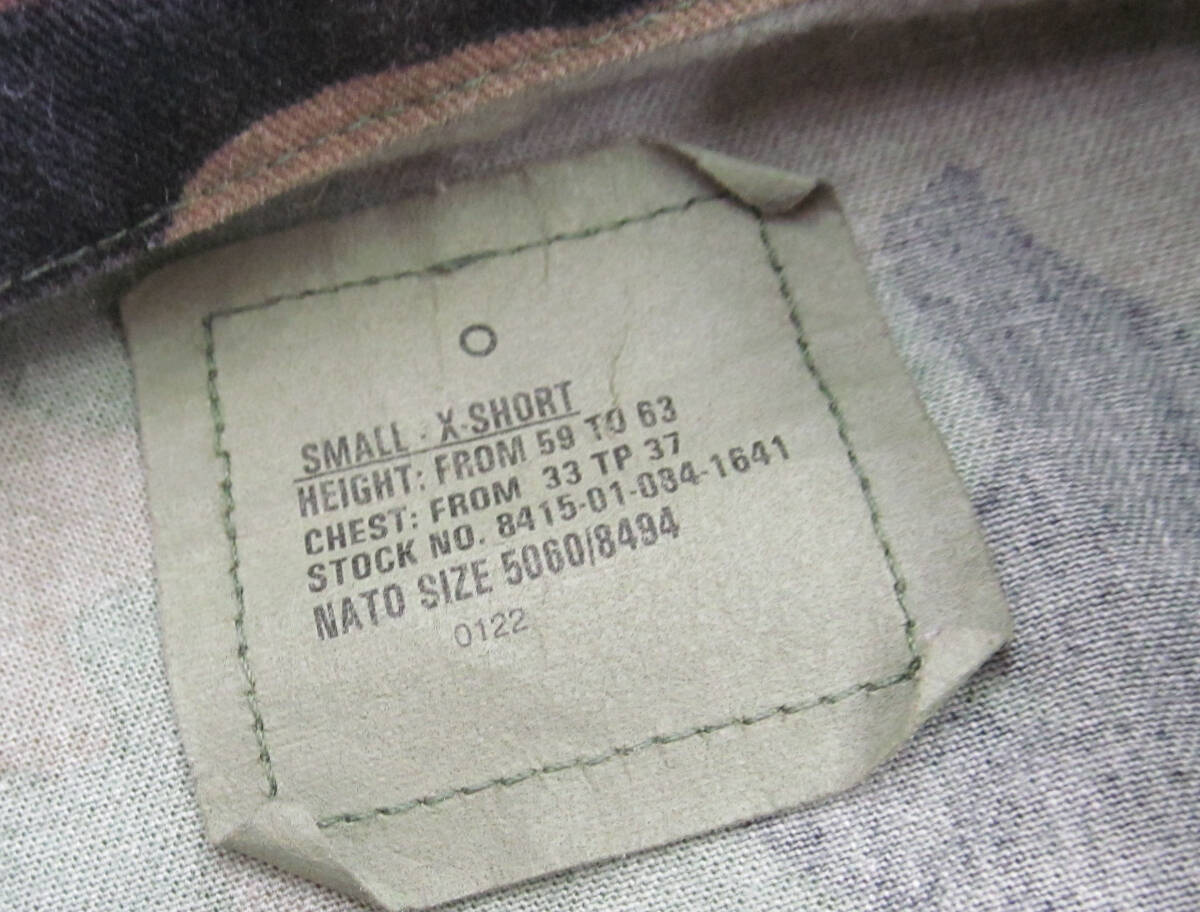 O
SMALL - X-SHORT
HEIGHT: FROM 59 TO 63
CHEST: FROM 33 TP 37
STOCK NO. 8415-01-084-1641
NATO SIZE 5060/8494
0122